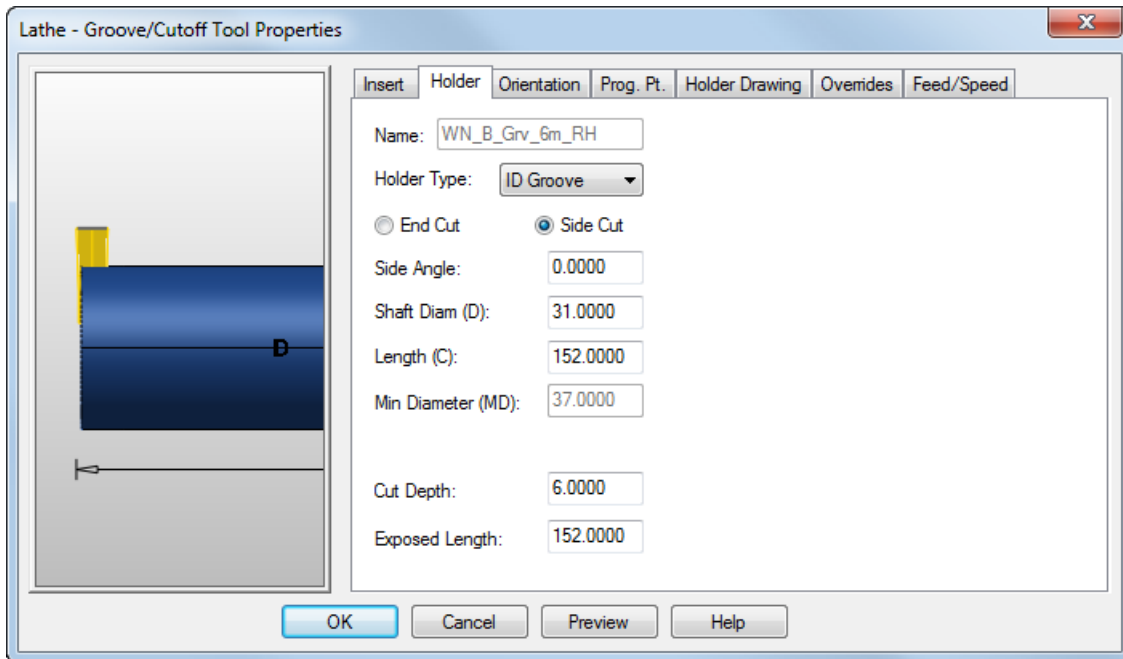 Lathe - Groove/Cutoff Tool Properties
Insert Holder Orientation Prog. Pt. Holder Drawing Overrides Feed/Speed
Name: WN_B_Grv_6m_RH
Holder Type: ID Groove
End Cut Side Cut
Side Angle: 0.0000
Shaft Diam (D): 31.0000
Length (C): 152.0000
Min Diameter (MD): 37.0000
Cut Depth: 6.0000
Exposed Length: 152.0000
D
OK Cancel Preview Help